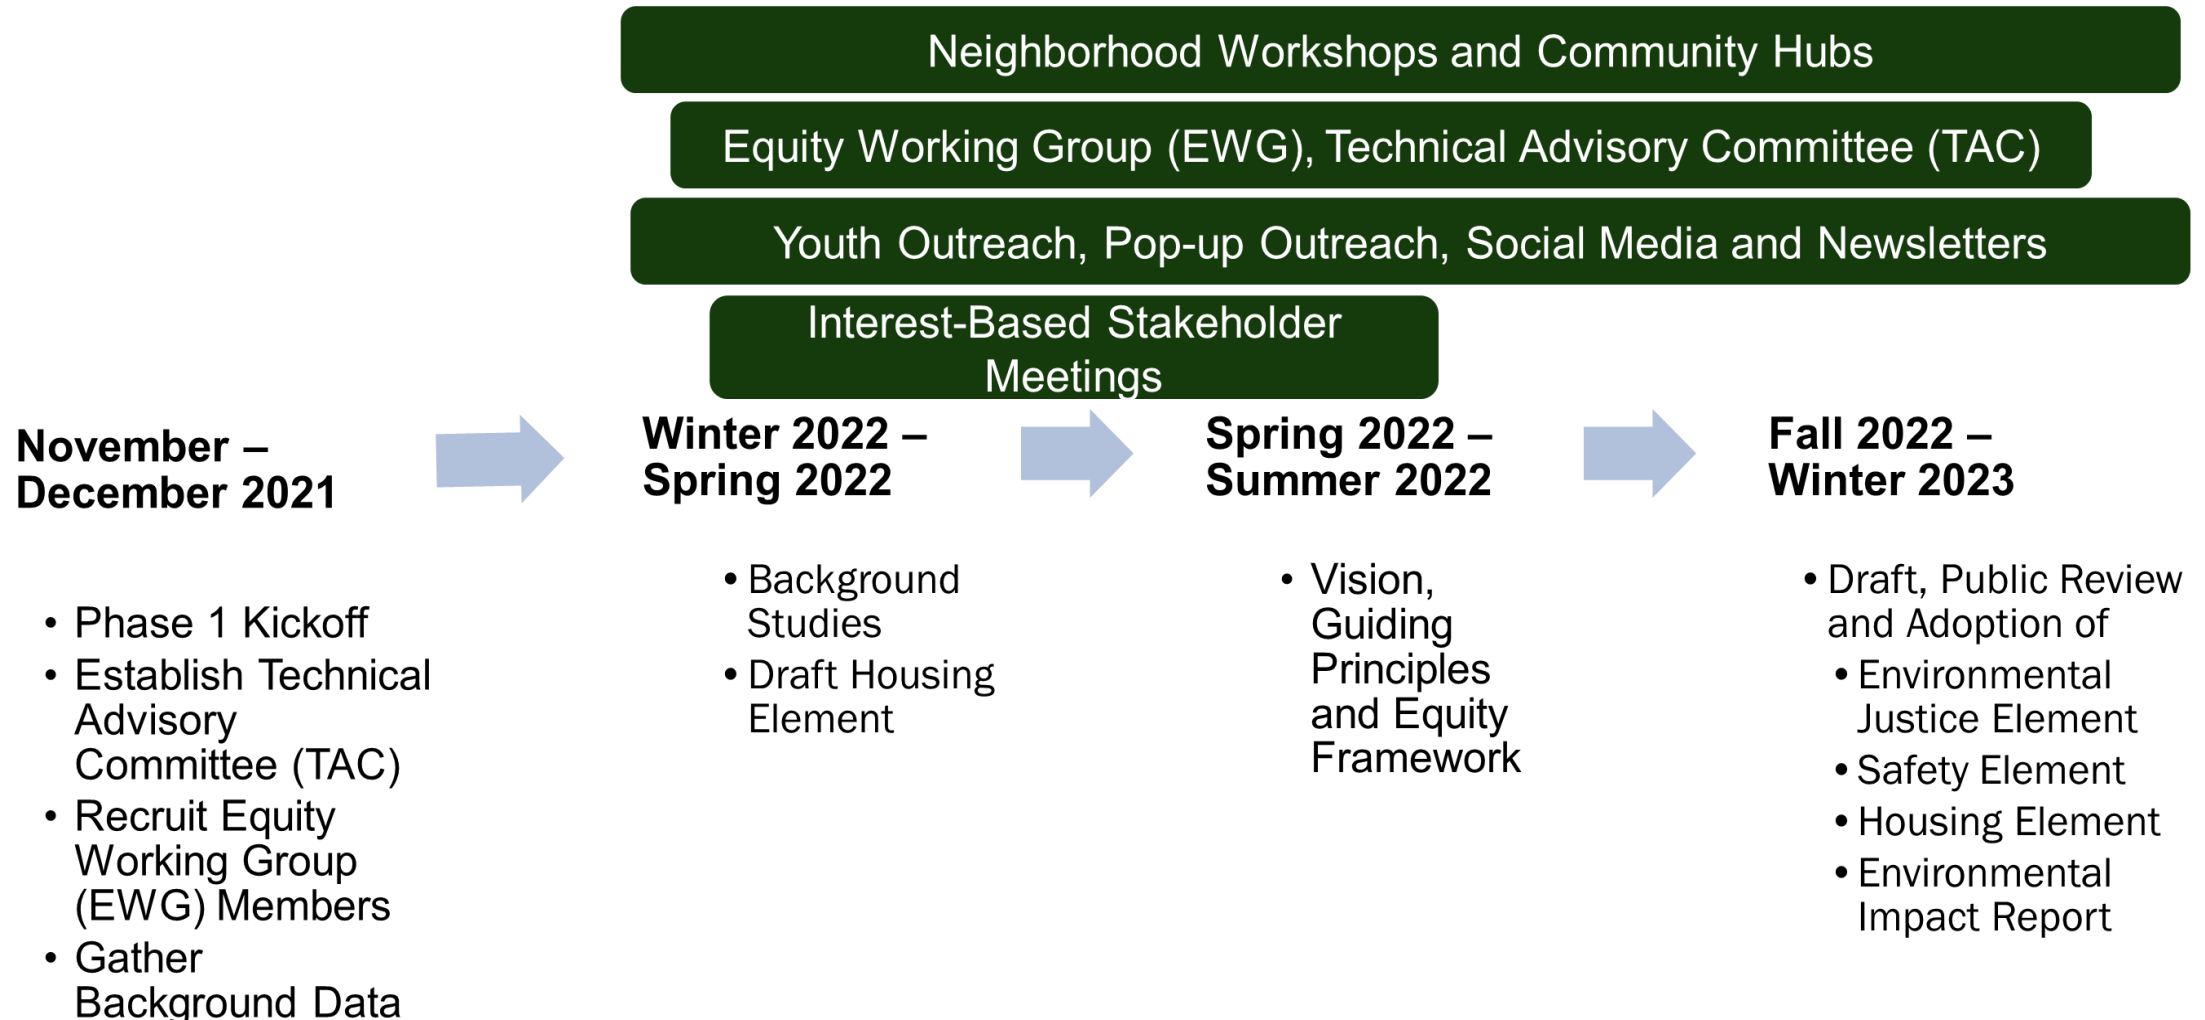 Neighborhood Workshops and Community Hubs
Equity Working Group (EWG), Technical Advisory Committee (TAC)
Youth Outreach, Pop-up Outreach, Social Media and Newsletters
Interest-Based Stakeholder
Meetings
November –
December 2021
• Phase 1 Kickoff
• Establish Technical
Advisory
Committee (TAC)
• Recruit Equity
Working Group
(EWG) Members
• Gather
Background Data
Winter 2022 –
Spring 2022
• Background
Studies
• Draft Housing
Element
Spring 2022 –
Summer 2022
• Vision,
Guiding
Principles
and Equity
Framework
Fall 2022 –
Winter 2023
• Draft, Public Review
and Adoption of
• Environmental
Justice Element
• Safety Element
• Housing Element
• Environmental
Impact Report